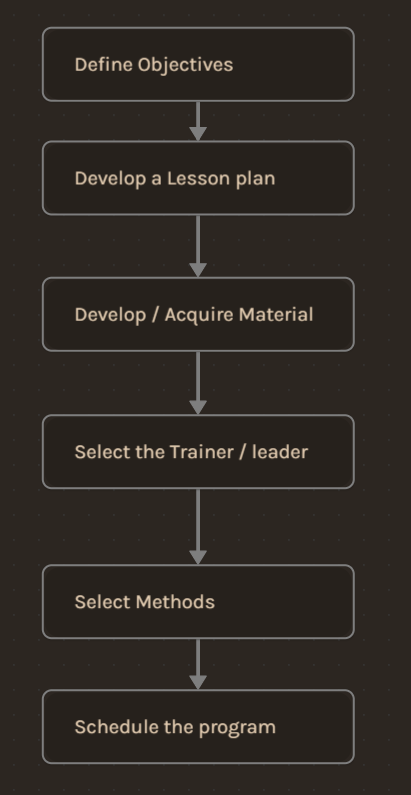 Define Objectives
Develop a Lesson plan
Develop / Acquire Material
Select the Trainer / leader
Select Methods
Schedule the program